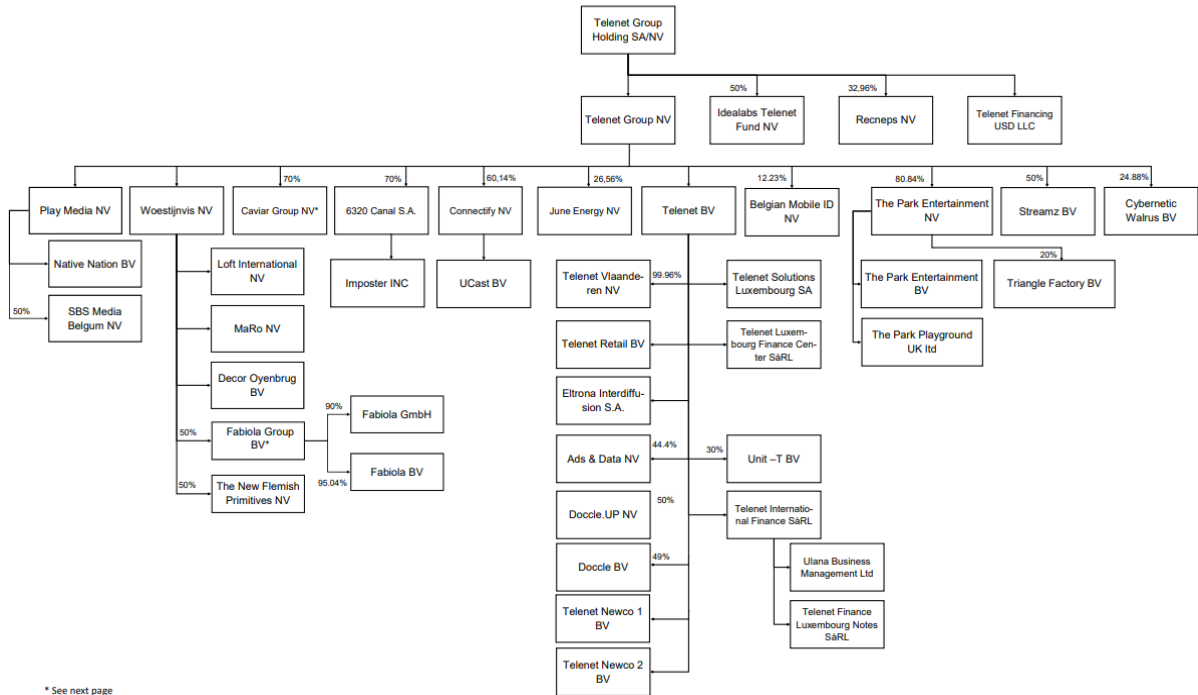 Telenet Group
Holding SA/NV
50%
32,96%
Telenet Group NV
Idealabs Telenet
Fund NV
Recneps NV
Telenet Financing
USD LLC
70%
70%
60,14%
26,56%
12.23%
80.84%
50%
24.88%
Play Media NV
Woestijnvis NV
Caviar Group NV*
6320 Canal S.A.
Connectify NV
June Energy NV
Telenet BV
Belgian Mobile ID
NV
The Park Entertainment
NV
Streamz BV
Cybernetic
Walrus BV
Native Nation BV
50%
SBS Media
Belgum NV
Loft International
NV
MaRo NV
Decor Oyenbrug
BV
50%
Fabiola Group
BV*
90%
Fabiola GmbH
95.04%
Fabiola BV
50%
The New Flemish
Primitives NV
Imposter INC
UCast BV
Telenet Vlaande-
ren NV
99.96%
Telenet Solutions
Luxembourg SA
Telenet Retail BV
Telenet Luxem-
bourg Finance Cen-
ter SàRL
Eltrona Interdiffu-
sion S.A.
Ads & Data NV
44.4%
30%
Unit –T BV
Doccle.UP NV
50%
Telenet Internatio-
nal Finance SàRL
Doccle BV
49%
Ulana Business
Management Ltd
Telenet Newco 1
BV
Telenet Finance
Luxembourg Notes
SàRL
Telenet Newco 2
BV
The Park Entertainment
BV
20%
Triangle Factory BV
The Park Playground
UK ltd
* See next page